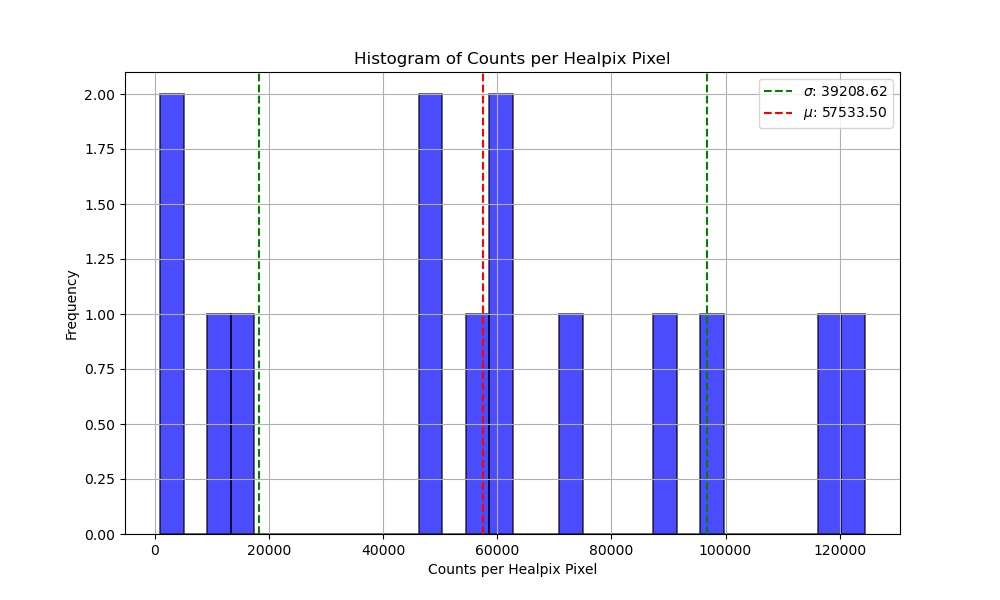 Histogram of Counts per Healpix Pixel
σ: 39208.62
μ: 57533.50
2.00
1.75
1.50
1.25
1.00
0.75
0.50
0.25
0.00
Frequency
0 20000 40000 60000 80000 100000 120000
Counts per Healpix Pixel